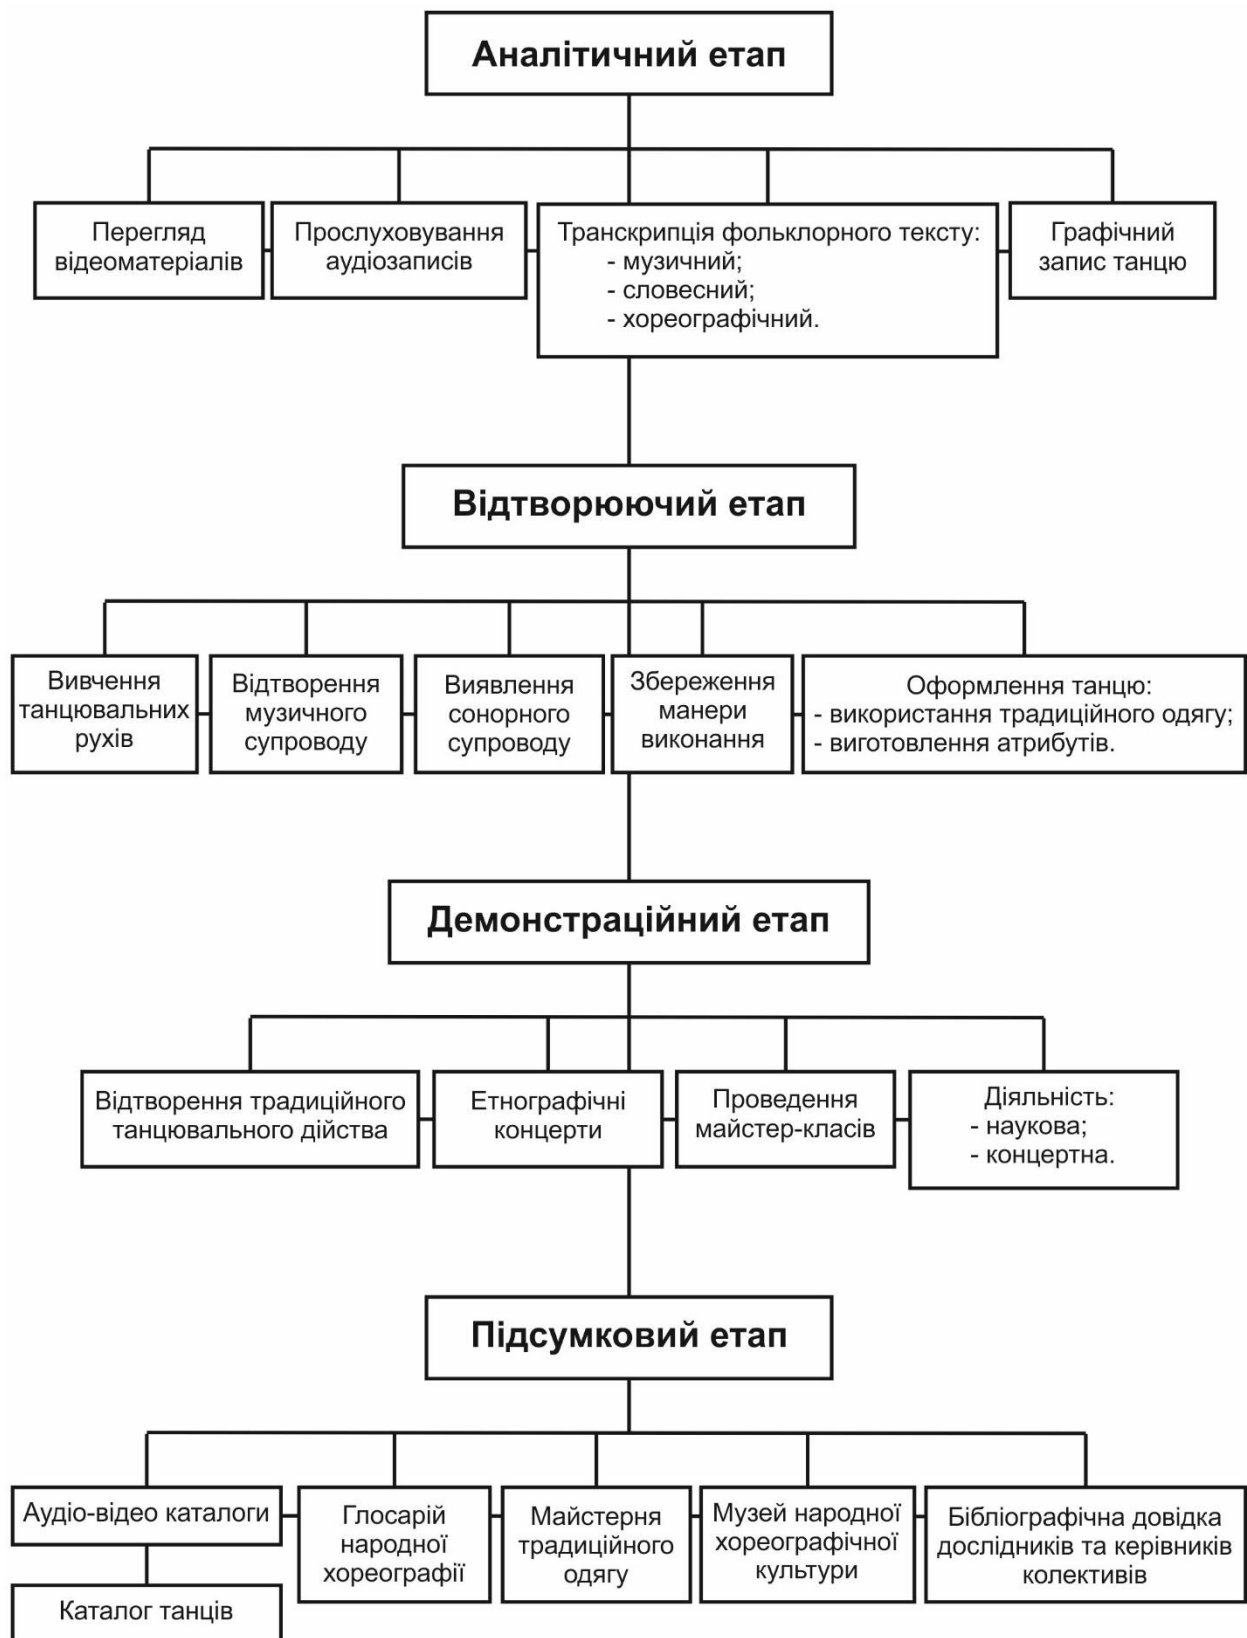 Аналітичний етап
Перегляд
відеоматеріалів
Прослуховування
аудіозаписів
Транскрипція фольклорного тексту:
- музичний;
- словесний;
- хореографічний.
Графічний
запис танцю
Відтворюючий етап
Вивчення
танцювальних
рухів
Відтворення
музичного
супроводу
Виявлення
сонорного
супроводу
Збереження
манери
виконання
Оформлення танцю:
- використання традиційного одягу;
- виготовлення атрибутів.
Демонстраційний етап
Відтворення традиційного
танцювального дійства
Етнографічні
концерти
Проведення
майстер-класів
Діяльність:
- наукова;
- концертна.
Підсумковий етап
Аудіо-відео каталоги
Каталог танців
Глосарій
народної
хореографії
Майстерня
традиційного
одягу
Музей народної
хореографічної
культури
Бібліографічна довідка
дослідників та керівників
колективів